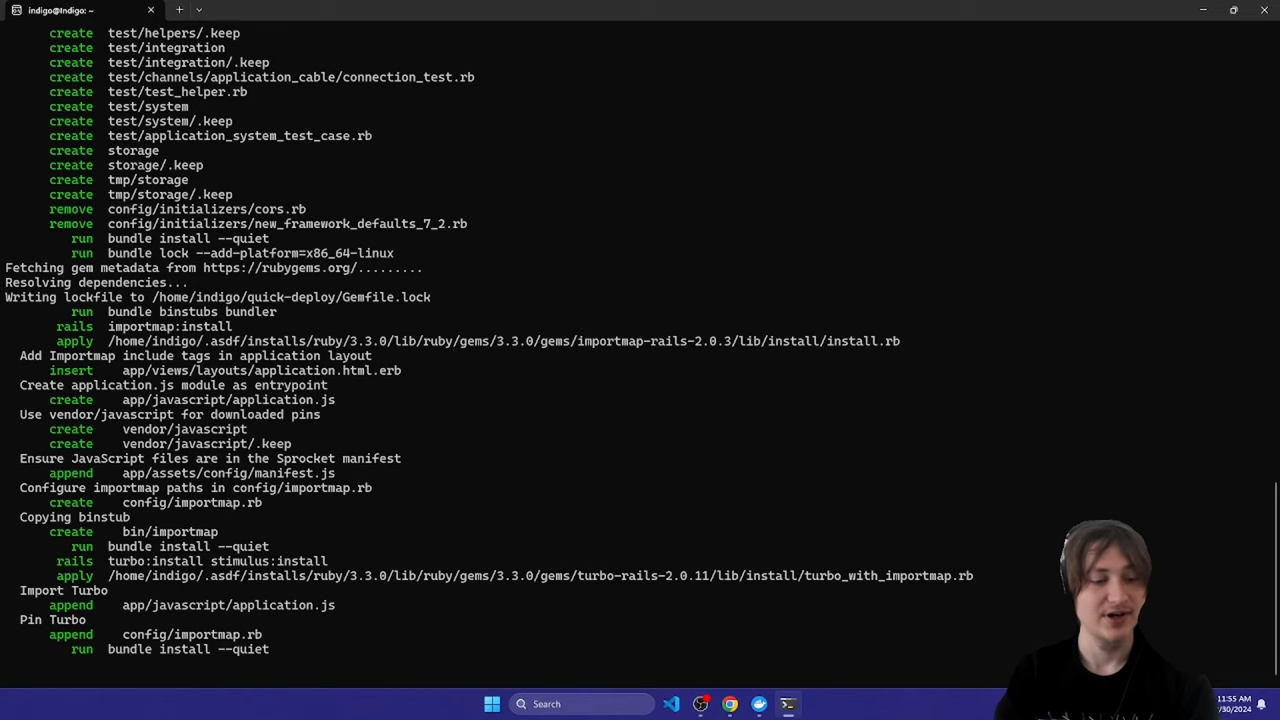 indigo@Indigo: ~
create test/helpers/.keep
create test/integration
create test/integration/.keep
create test/channels/application_cable/connection_test.rb
create test/test_helper.rb
create test/system
create test/system/.keep
create test/application_system_test_case.rb
create storage
create storage/.keep
create tmp/storage
create tmp/storage/.keep
remove config/initializers/cors.rb
remove config/initializers/new_framework_defaults_7_2.rb
run bundle install --quiet
run bundle lock --add-platform=x86_64-linux
Fetching gem metadata from https://rubygems.org/.........
Resolving dependencies...
Writing lockfile to /home/indigo/quick-deploy/Gemfile.lock
run bundle binstubs bundler
rails importmap:install
apply /home/indigo/.asdf/installs/ruby/3.3.0/lib/ruby/gems/3.3.0/gems/importmap-rails-2.0.3/lib/install/install.rb
Add Importmap include tags in application layout
insert app/views/layouts/application.html.erb
Create application.js module as entrypoint
create app/javascript/application.js
Use vendor/javascript for downloaded pins
create vendor/javascript
create vendor/javascript/.keep
Ensure JavaScript files are in the Sprocket manifest
append app/assets/config/manifest.js
Configure importmap paths in config/importmap.rb
create config/importmap.rb
Copying binstub
create bin/importmap
run bundle install --quiet
rails turbo:install stimulus:install
apply /home/indigo/.asdf/installs/ruby/3.3.0/lib/ruby/gems/3.3.0/gems/turbo-rails-2.0.11/lib/install/turbo_with_importmap.rb
Import Turbo
append app/javascript/application.js
Pin Turbo
append config/importmap.rb
run bundle install --quiet
Search
11:55 AM
/30/2024